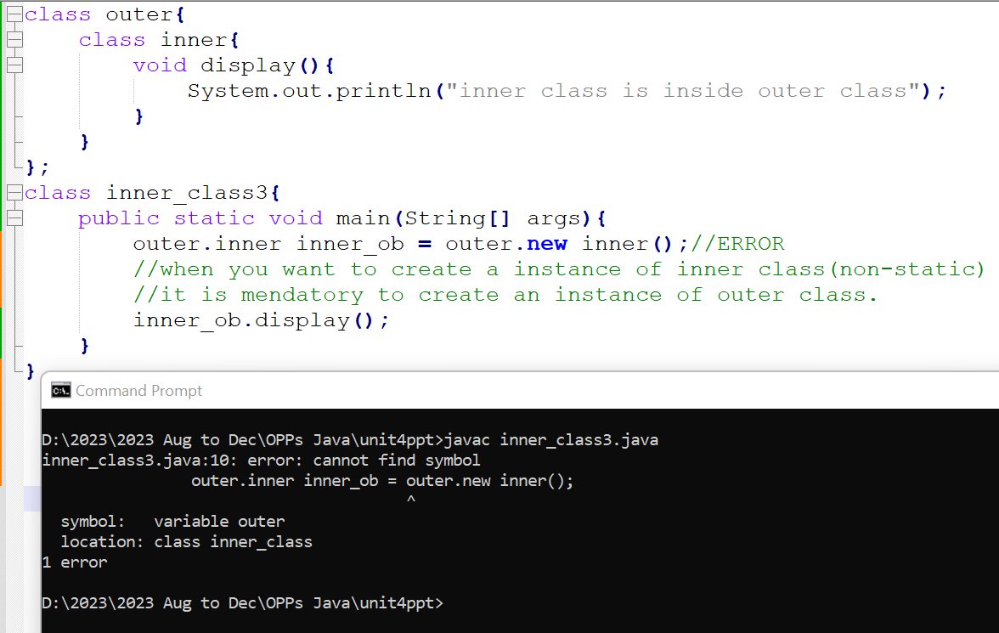 class outer{
class inner{
void display(){
System.out.println("inner class is inside outer class");
}
}
};
class inner_class3{
public static void main(String[] args){
outer.inner inner_ob = outer.new inner();//ERROR
//when you want to create a instance of inner class(non-static)
//it is mendatory to create an instance of outer class.
inner_ob.display();
}
}
Command Prompt
D:\2023\2023 Aug to Dec\OPPs Java\unit4ppt>javac inner_class3.java
inner_class3.java:10: error: cannot find symbol
outer.inner inner_ob = outer.new inner();
^
symbol:   variable outer
location: class inner_class
1 error
D:\2023\2023 Aug to Dec\OPPs Java\unit4ppt>